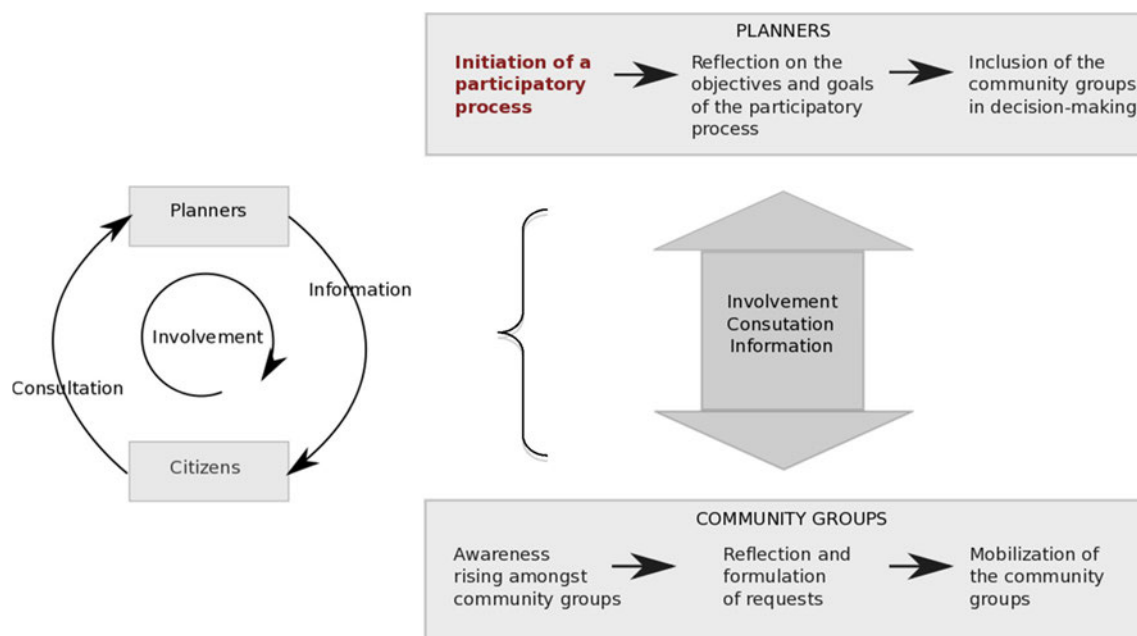 PLANNERS
Initiation of a
participatory
process
Reflection on the
objectives and goals
of the participatory
process
Inclusion of the
community groups
in decision-making
Planners
Information
Involvement
Consultation
Citizens
Involvement
Consutation
Information
COMMUNITY GROUPS
Awareness
rising amongst
community groups
Reflection and
formulation
of requests
Mobilization of
the community
groups